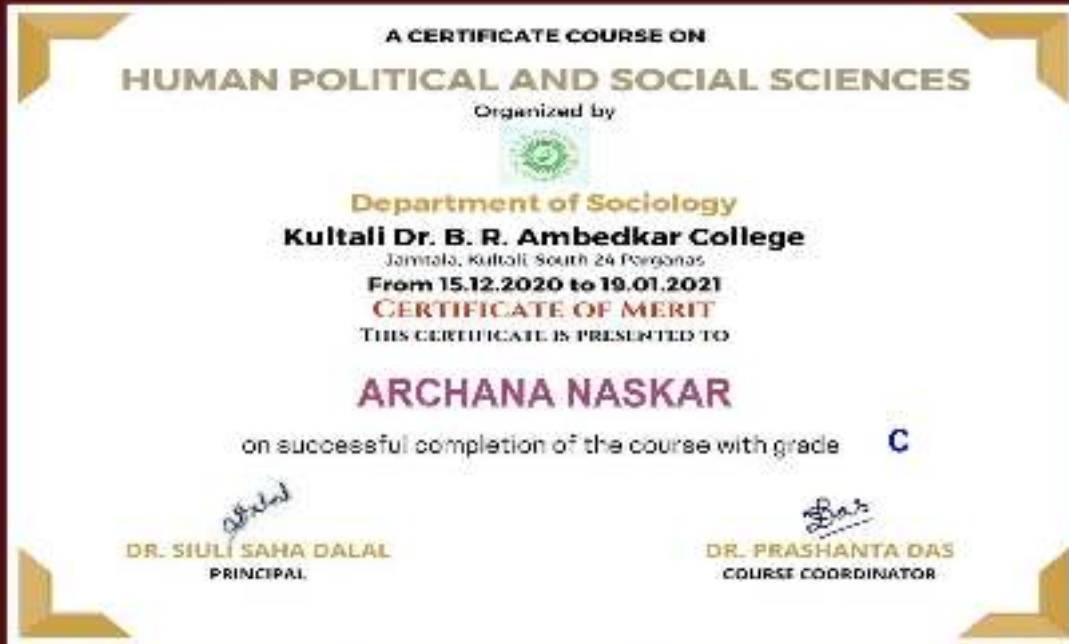 A CERTIFICATE COURSE ON
HUMAN POLITICAL AND SOCIAL SCIENCES
Organized by
Department of Sociology
Kultali Dr. B. R. Ambedkar College
Jamtala, Kultali, South 24 Parganas
From 15.12.2020 to 19.01.2021
CERTIFICATE OF MERIT
THIS CERTIFICATE IS PRESENTED TO
ARCHANA NASKAR
on successful completion of the course with grade C
DR. SIULI SAHA DALAL
PRINCIPAL
Das
DR. PRASHANTA DAS
COURSE COORDINATOR